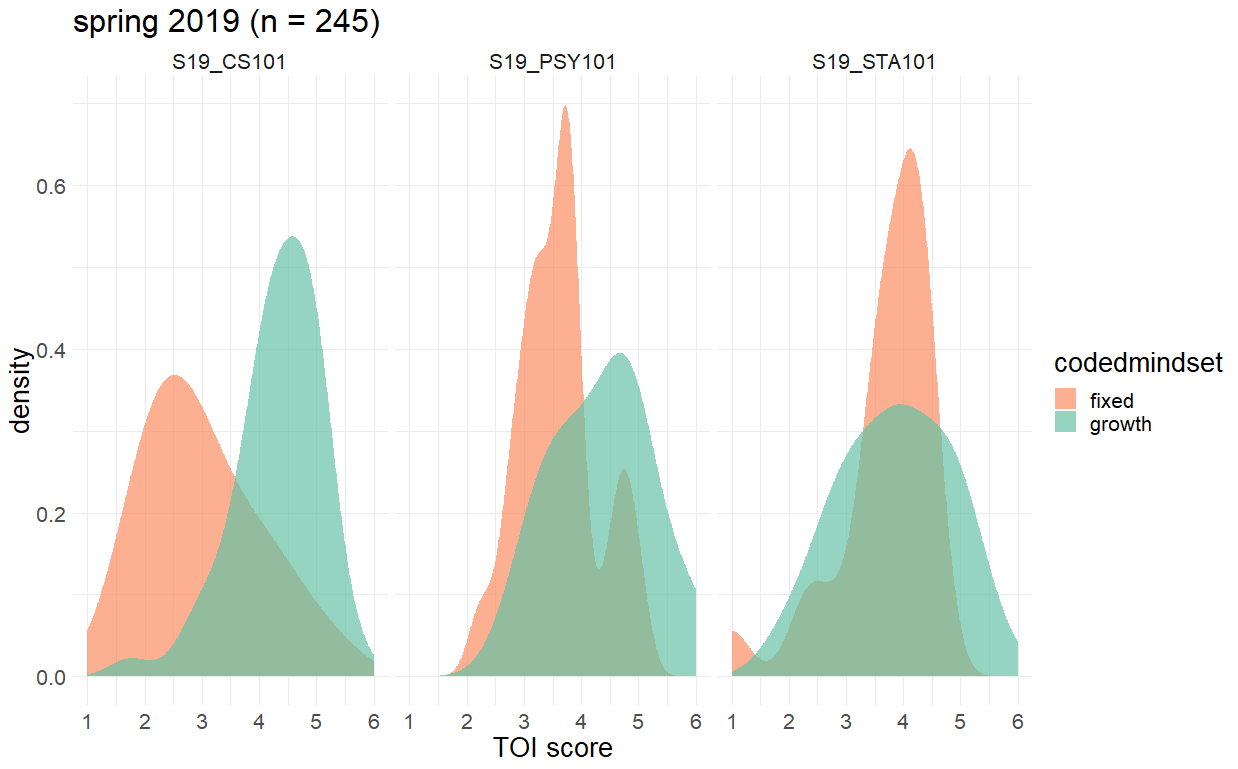 spring 2019 (n = 245)
S19_CS101
S19_PSY101
S19_STA101
0.6
0.4
0.2
0.0
density
1 2 3 4 5 6
1 2 3 4 5 6
1 2 3 4 5 6
TOI score
codedmindset
fixed
growth